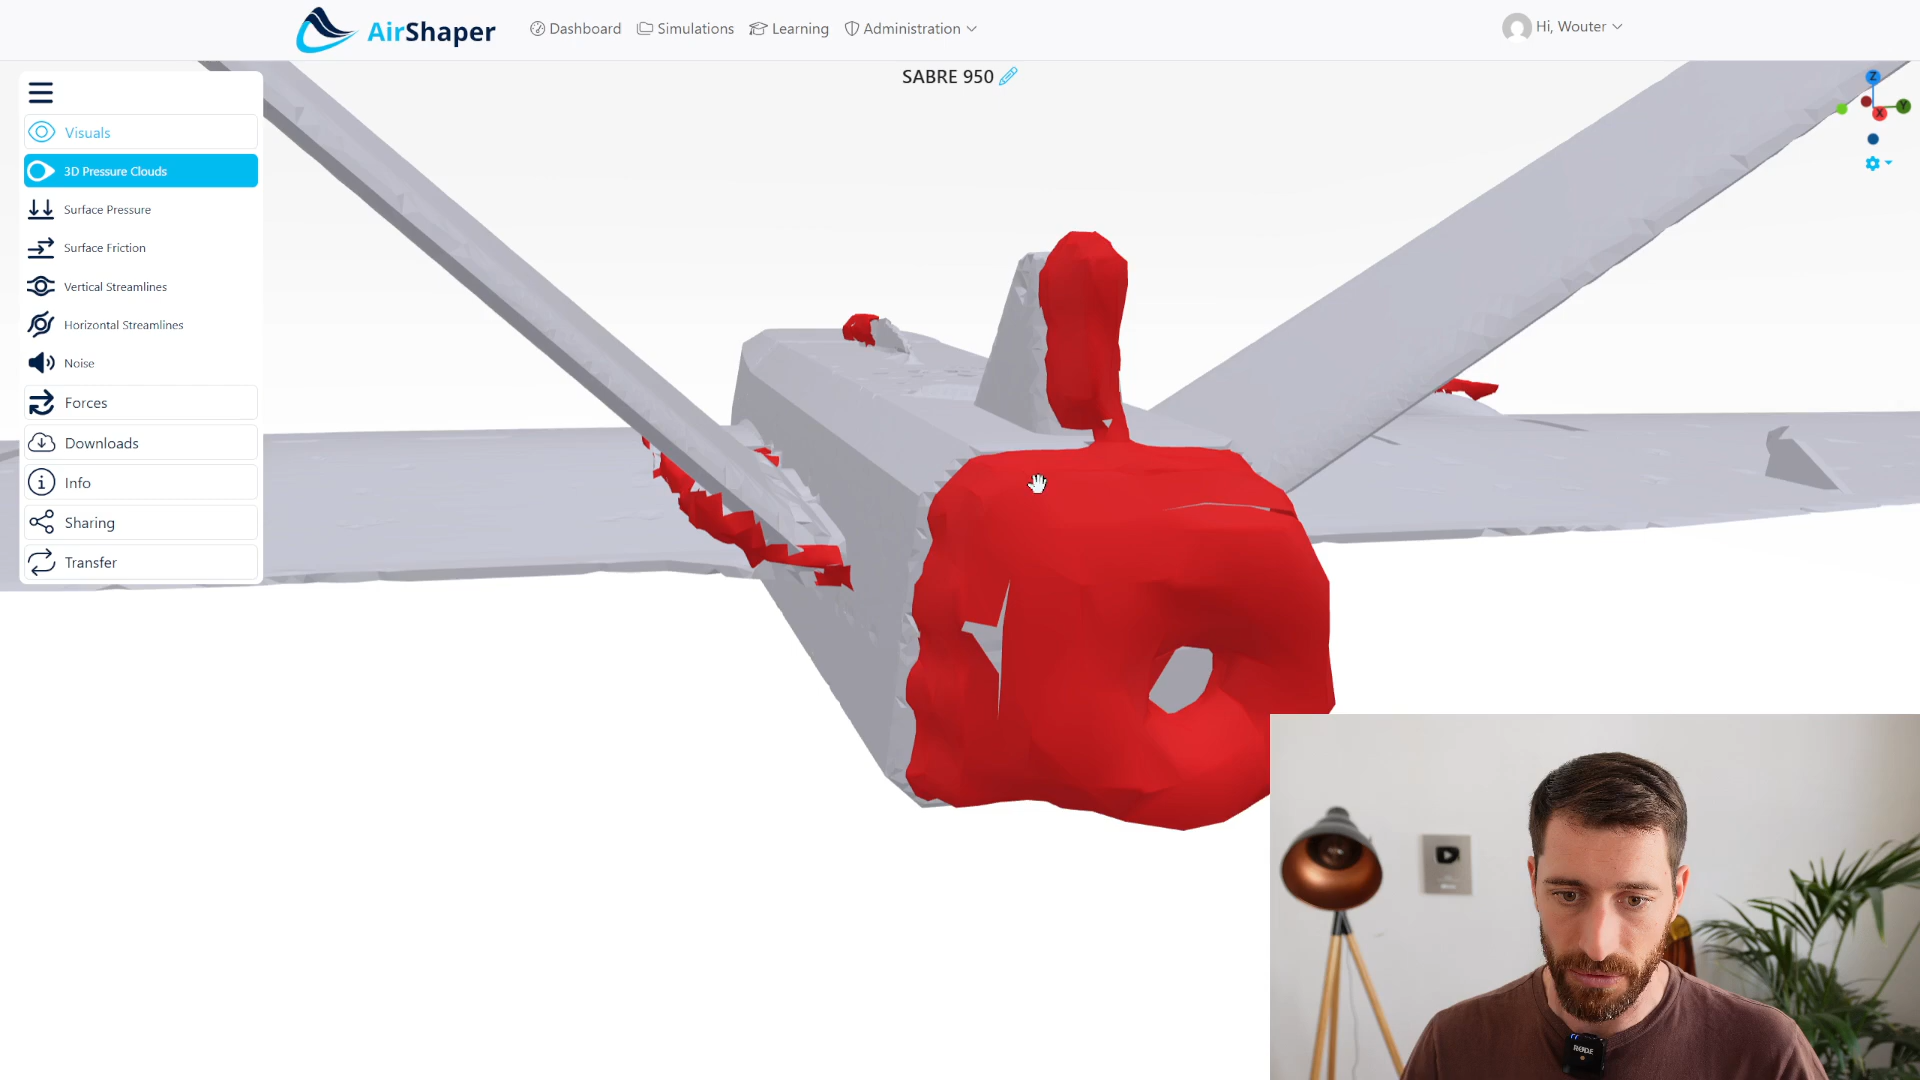 AirShaper
Dashboard
Simulations
Learning
Administration
Hi, Wouter
SABRE 950
Z
Y
X
Visuals
3D Pressure Clouds
Surface Pressure
Surface Friction
Vertical Streamlines
Horizontal Streamlines
Noise
Forces
Downloads
Info
Sharing
Transfer
RØDE